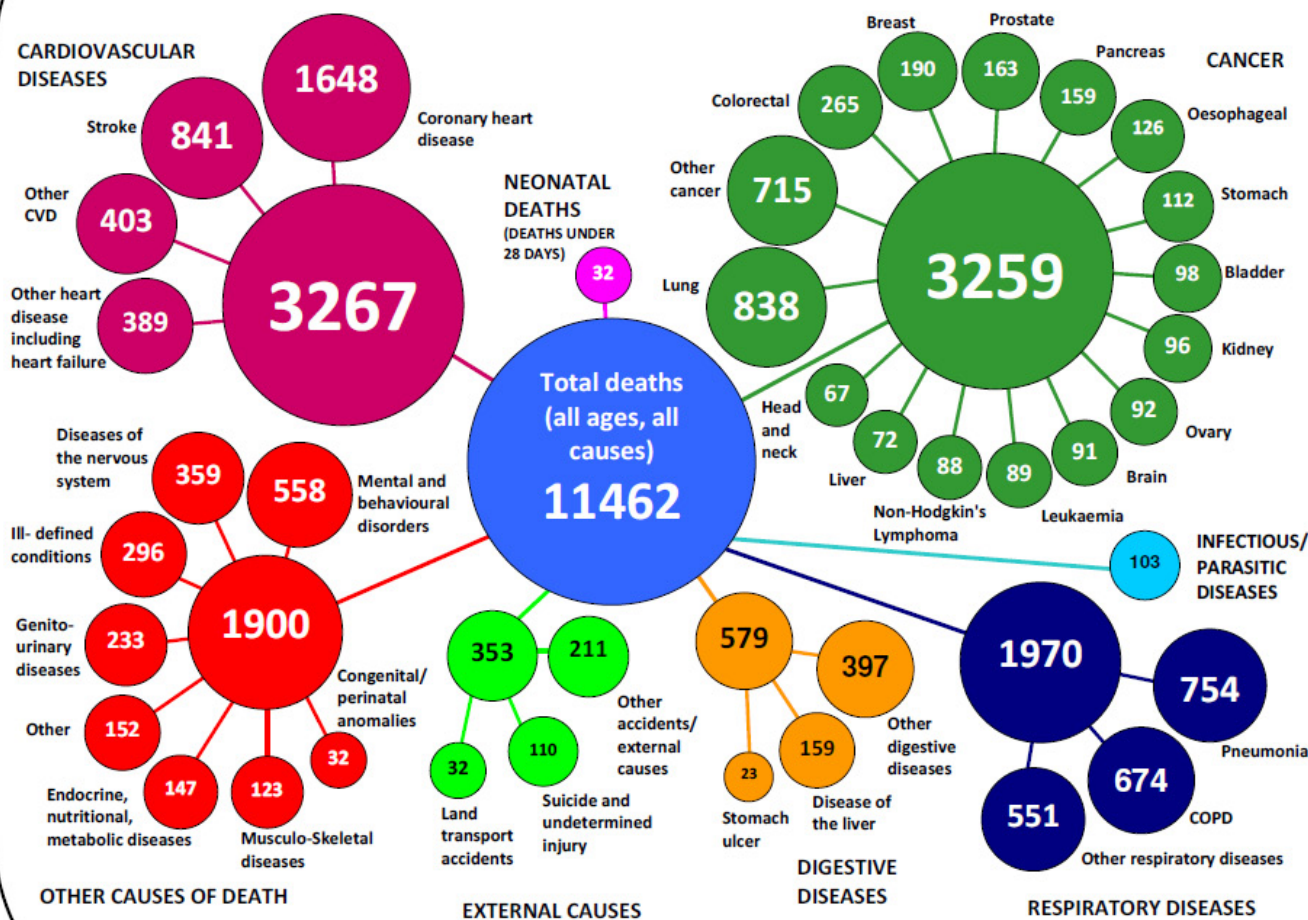 CARDIOVASCULAR
DISEASES
1648
Coronary heart
disease
Stroke
841
Other
CVD
403
Other heart
disease
including
heart failure
389
3267
NEONATAL
DEATHS
(DEATHS UNDER
28 DAYS)
32
CANCER
Breast
190
Prostate
163
Pancreas
159
Colorectal
265
Oesophageal
126
Other
cancer
715
Stomach
112
Lung
838
Bladder
98
3259
Kidney
96
Head
and
neck
67
Ovary
92
Liver
72
Non-Hodgkin's
Lymphoma
88
Leukaemia
89
Brain
91
Total deaths
(all ages, all
causes)
11462
Diseases of
the nervous
system
359
558
Mental and
behavioural
disorders
Ill- defined
conditions
296
Genito-
urinary
diseases
233
1900
Other
152
Congenital/
perinatal
anomalies
32
Endocrine,
nutritional,
metabolic diseases
147
123
Musculo-Skeletal
diseases
OTHER CAUSES OF DEATH
353
211
Other
accidents/
external
causes
32
Land
transport
accidents
110
Suicide and
undetermined
injury
EXTERNAL CAUSES
579
397
Other
digestive
diseases
23
Stomach
ulcer
159
Disease of
the liver
DIGESTIVE
DISEASES
103
INFECTIOUS/
PARASITIC
DISEASES
1970
754
Pneumonia
674
COPD
551
Other respiratory diseases
RESPIRATORY DISEASES